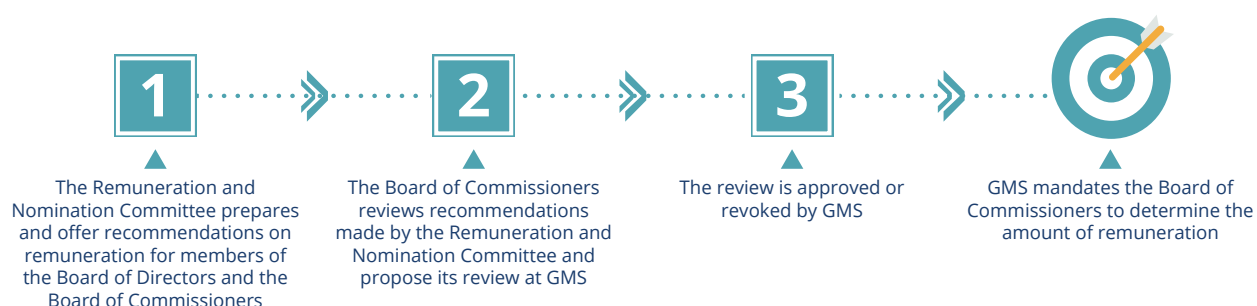 1
2
3
The Remuneration and
Nomination Committee prepares
and offer recommendations on
remuneration for members of
the Board of Directors and the
Board of Commissioners
The Board of Commissioners
reviews recommendations
made by the Remuneration and
Nomination Committee and
propose its review at GMS
The review is approved or
revoked by GMS
GMS mandates the Board of
Commissioners to determine the
amount of remuneration